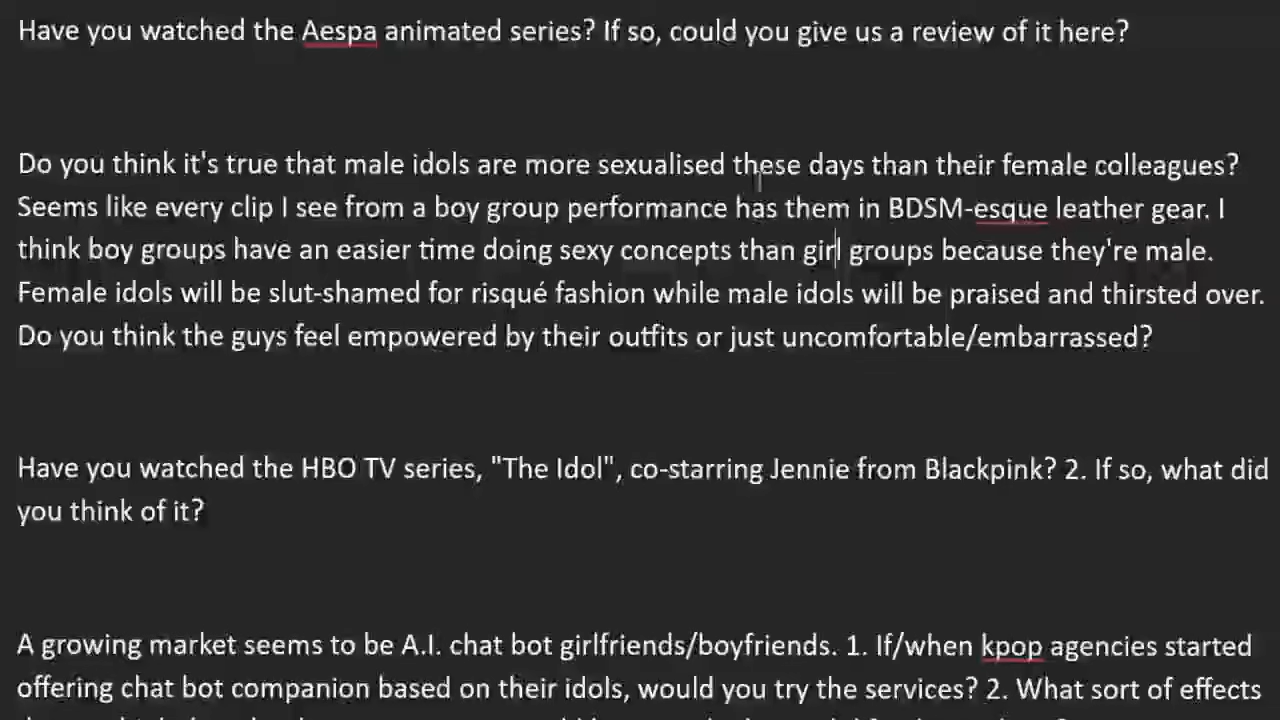 Have you watched the Aespa animated series? If so, could you give us a review of it here?
Do you think it's true that male idols are more sexualised these days than their female colleagues?
Seems like every clip I see from a boy group performance has them in BDSM-esque leather gear. I
think boy groups have an easier time doing sexy concepts than girl groups because they're male.
Female idols will be slut-shamed for risqué fashion while male idols will be praised and thirsted over.
Do you think the guys feel empowered by their outfits or just uncomfortable/embarrassed?
Have you watched the HBO TV series, "The Idol", co-starring Jennie from Blackpink? 2. If so, what did
you think of it?
A growing market seems to be A.I. chat bot girlfriends/boyfriends. 1. If/when kpop agencies started
offering chat bot companion based on their idols, would you try the services? 2. What sort of effects